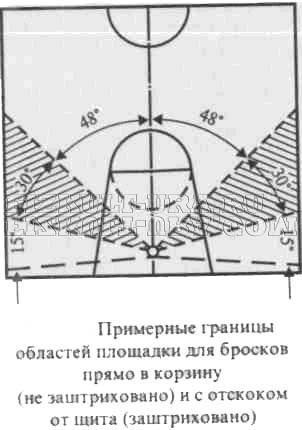 48° 48°
30° 30°
15° 15°
Примерные границы
областей площадки для бросков
прямо в корзину
(не заштриховано) и с отскоком
от щита (заштриховано)